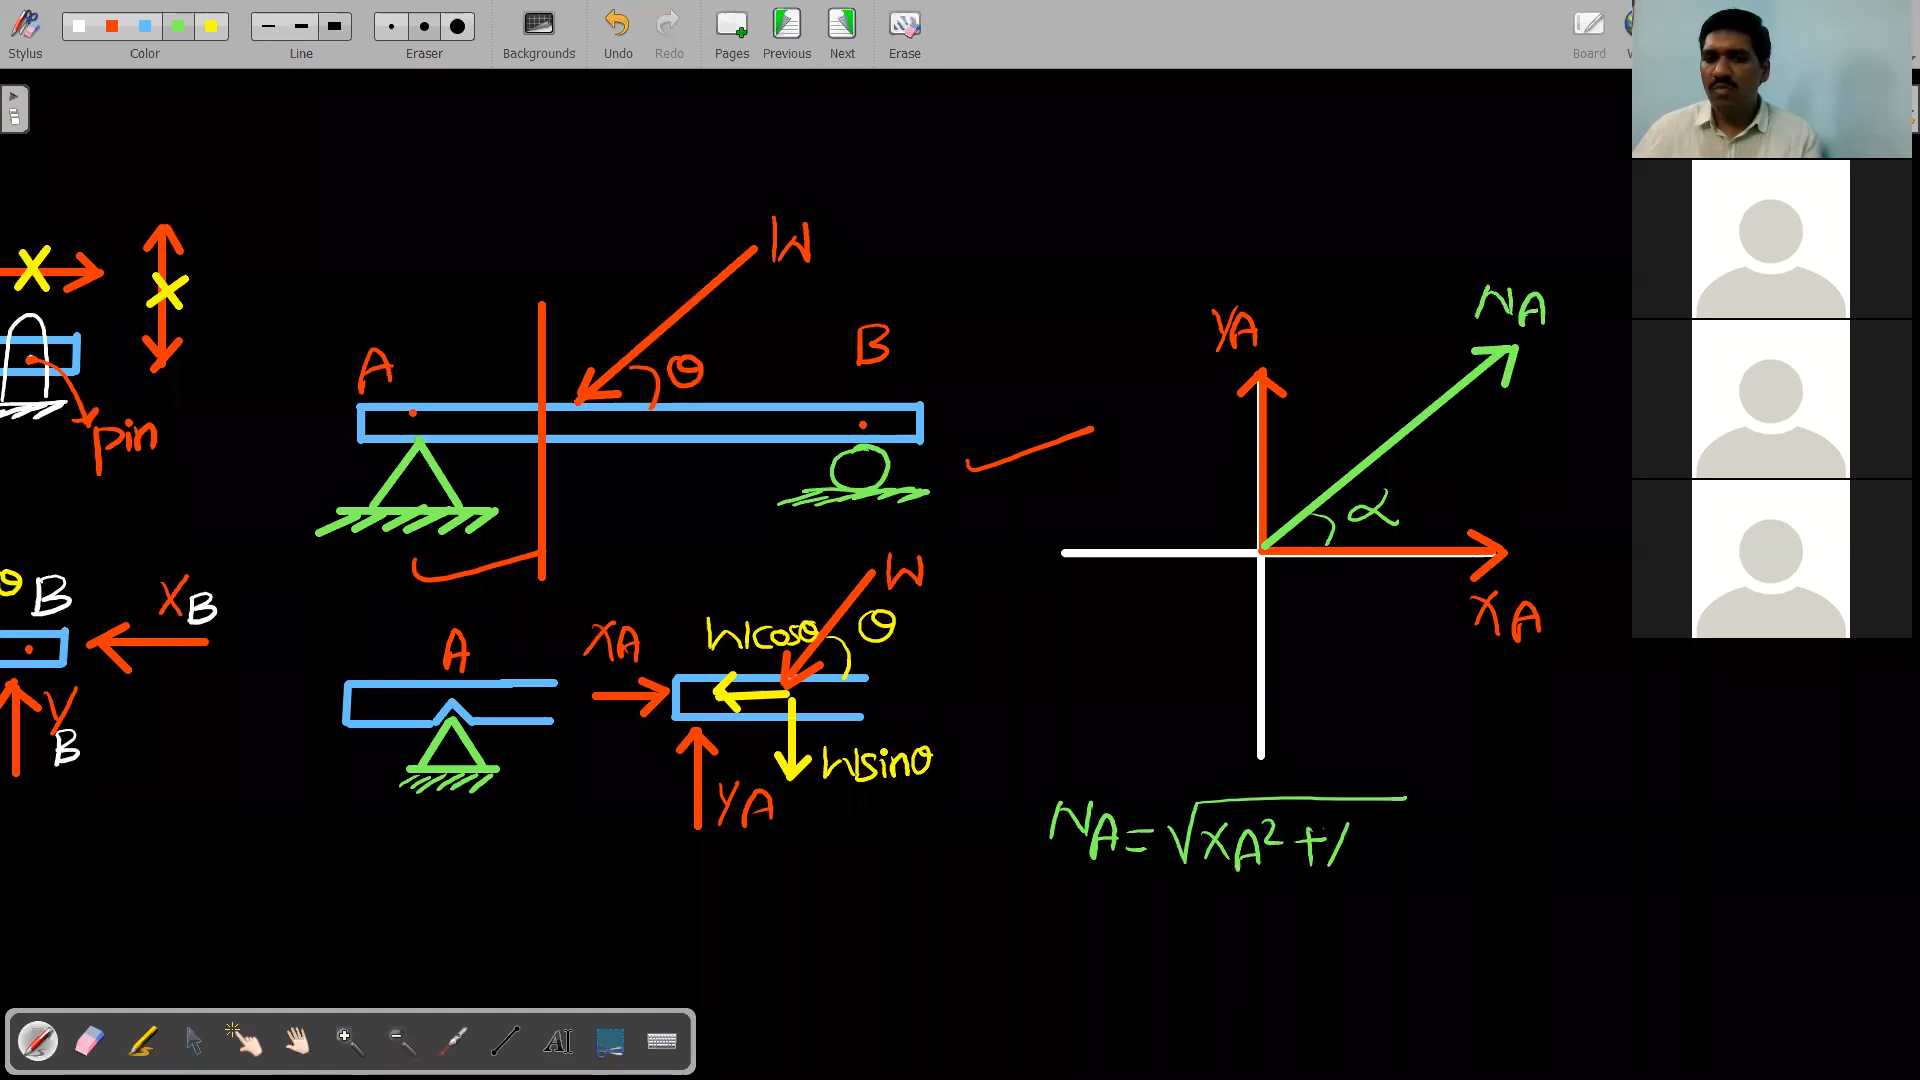 Stylus
Color
Line
Eraser
Backgrounds
Undo
Redo
Pages
Previous
Next
Erase
Board
W
A
θ
B
pin
YA
NA
α
XA
θ
B
XB
YB
A
XA
W
Wcosθ
θ
Wsinθ
YA
NA = √XA² + /
AI